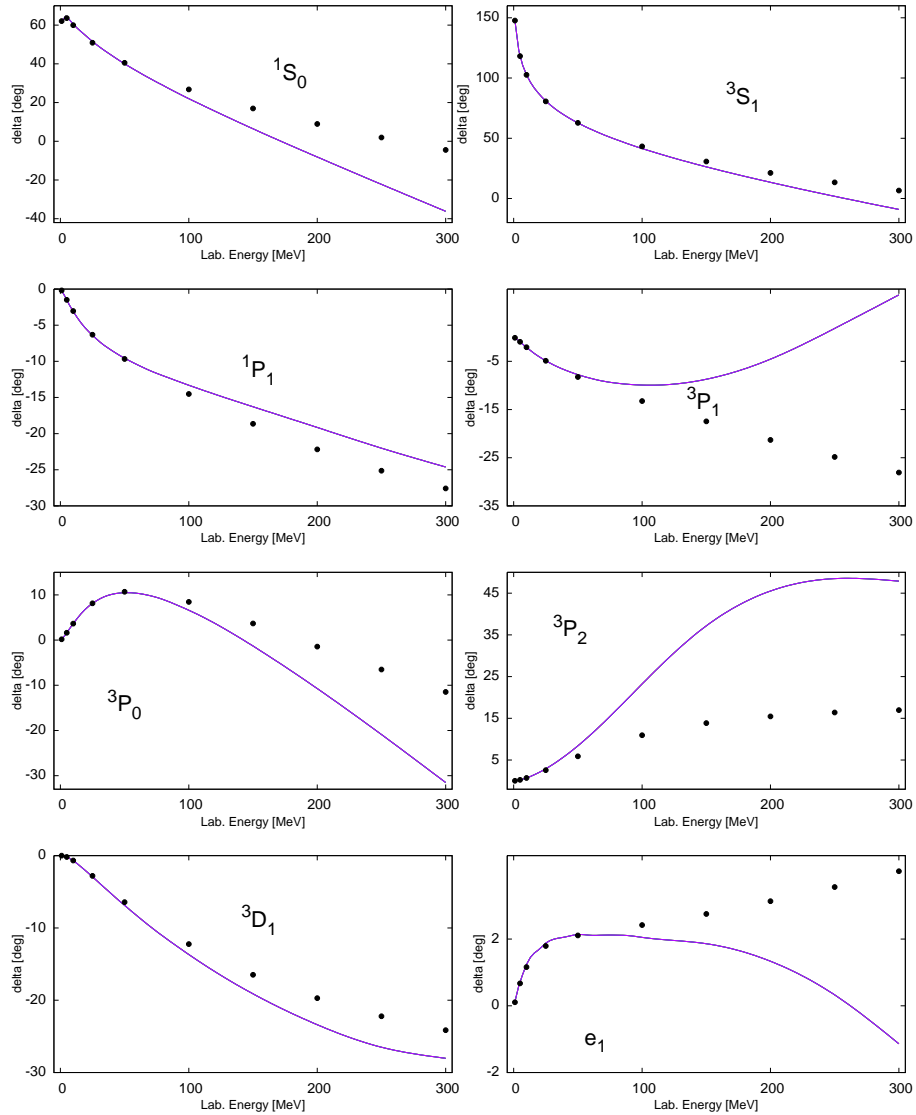 60
40
20
0
-20
-40
delta [deg]
1S0
0 100 200 300
Lab. Energy [MeV]
150
100
50
0
delta [deg]
3S1
0 100 200 300
Lab. Energy [MeV]
0
-5
-10
-15
-20
-25
-30
delta [deg]
1P1
0 100 200 300
Lab. Energy [MeV]
-5
-15
-25
-35
delta [deg]
3P1
0 100 200 300
Lab. Energy [MeV]
10
0
10
-20
-30
delta [deg]
3P0
0 100 200 300
Lab. Energy [MeV]
45
35
25
15
5
delta [deg]
3P2
0 100 200 300
Lab. Energy [MeV]
0
-10
-20
-30
delta [deg]
3D1
0 100 200 300
Lab. Energy [MeV]
2
0
-2
delta [deg]
e1
0 100 200 300
Lab. Energy [MeV]